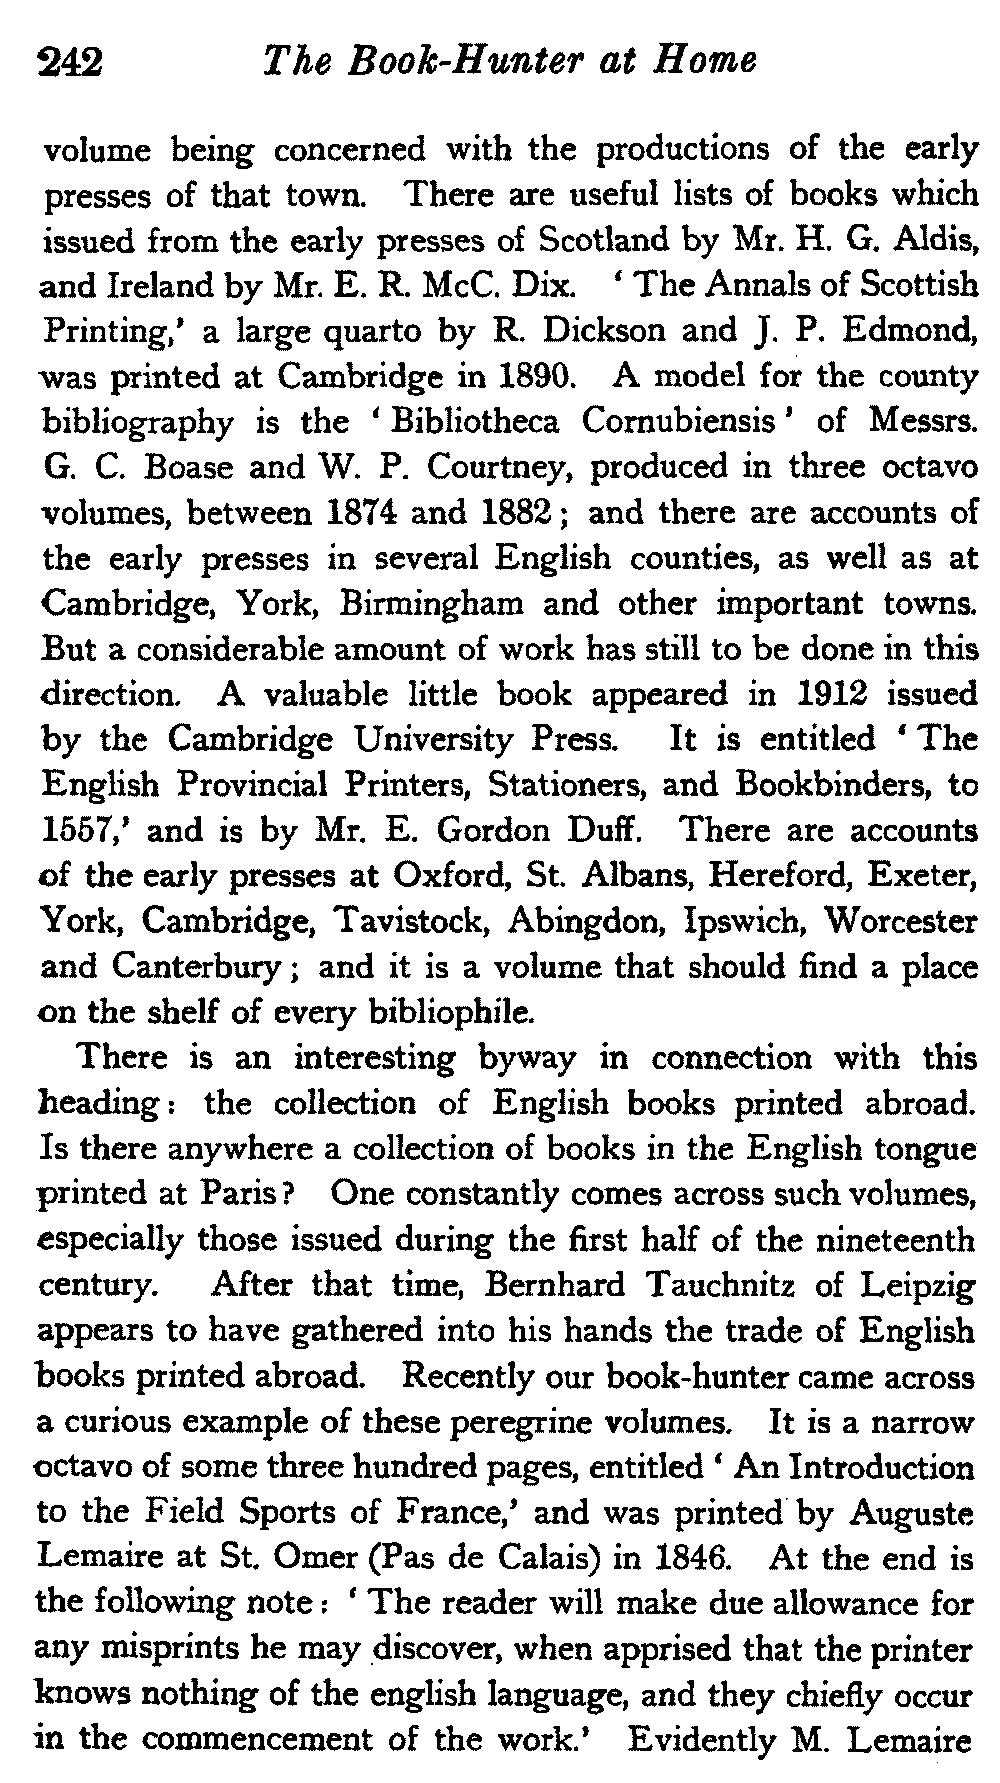 242 The Book-Hunter at Home
volume being concerned with the productions of the early
presses of that town. There are useful lists of books which
issued from the early presses of Scotland by Mr. H. G. Aldis,
and Ireland by Mr. E. R. McC. Dix. ‘ The Annals of Scottish
Printing,’ a large quarto by R. Dickson and J. P. Edmond,
was printed at Cambridge in 1890. A model for the county
bibliography is the ‘ Bibliotheca Cornubiensis ’ of Messrs.
G. C. Boase and W. P. Courtney, produced in three octavo
volumes, between 1874 and 1882 ; and there are accounts of
the early presses in several English counties, as well as at
Cambridge, York, Birmingham and other important towns.
But a considerable amount of work has still to be done in this
direction. A valuable little book appeared in 1912 issued
by the Cambridge University Press. It is entitled ‘ The
English Provincial Printers, Stationers, and Bookbinders, to
1557,’ and is by Mr. E. Gordon Duff. There are accounts
of the early presses at Oxford, St. Albans, Hereford, Exeter,
York, Cambridge, Tavistock, Abingdon, Ipswich, Worcester
and Canterbury ; and it is a volume that should find a place
on the shelf of every bibliophile.
There is an interesting byway in connection with this
heading : the collection of English books printed abroad.
Is there anywhere a collection of books in the English tongue
printed at Paris ? One constantly comes across such volumes,
especially those issued during the first half of the nineteenth
century. After that time, Bernhard Tauchnitz of Leipzig
appears to have gathered into his hands the trade of English
books printed abroad. Recently our book-hunter came across
a curious example of these peregrine volumes. It is a narrow
octavo of some three hundred pages, entitled ‘ An Introduction
to the Field Sports of France,’ and was printed by Auguste
Lemaire at St. Omer (Pas de Calais) in 1846. At the end is
the following note : ‘ The reader will make due allowance for
any misprints he may discover, when apprised that the printer
knows nothing of the english language, and they chiefly occur
in the commencement of the work.’ Evidently M. Lemaire